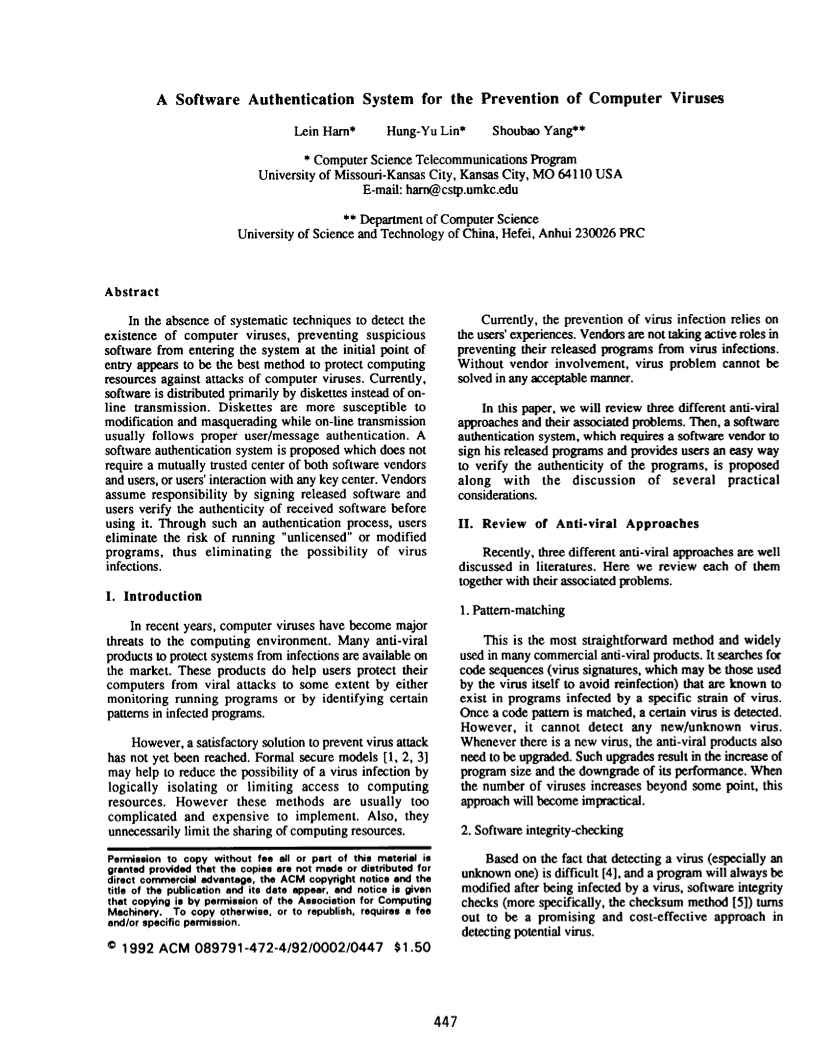 A Software Authentication System for the Prevention of Computer Viruses
Lein Harn* Hung-Yu Lin* Shoubao Yang**
* Computer Science Telecommunications Program
University of Missouri-Kansas City, Kansas City, MO 64110 USA
E-mail: harn@cstp.umkc.edu
** Department of Computer Science
University of Science and Technology of China, Hefei, Anhui 230026 PRC
Abstract
In the absence of systematic techniques to detect the
existence of computer viruses, preventing suspicious
software from entering the system at the initial point of
entry appears to be the best method to protect computing
resources against attacks of computer viruses. Currently,
software is distributed primarily by diskettes instead of on-
line transmission. Diskettes are more susceptible to
modification and masquerading while on-line transmission
usually follows proper user/message authentication. A
software authentication system is proposed which does not
require a mutually trusted center of both software vendors
and users, or users' interaction with any key center. Vendors
assume responsibility by signing released software and
users verify the authenticity of received software before
using it. Through such an authentication process, users
eliminate the risk of running "unlicensed" or modified
programs, thus eliminating the possibility of virus
infections.
I. Introduction
In recent years, computer viruses have become major
threats to the computing environment. Many anti-viral
products to protect systems from infections are available on
the market. These products do help users protect their
computers from viral attacks to some extent by either
monitoring running programs or by identifying certain
patterns in infected programs.
However, a satisfactory solution to prevent virus attack
has not yet been reached. Formal secure models [1, 2, 3]
may help to reduce the possibility of a virus infection by
logically isolating or limiting access to computing
resources. However these methods are usually too
complicated and expensive to implement. Also, they
unnecessarily limit the sharing of computing resources.
Permission to copy without fee all or part of this material is
granted provided that the copies are not made or distributed for
direct commercial advantage, the ACM copyright notice and the
title of the publication and its date appear, and notice is given
that copying is by permission of the Association for Computing
Machinery. To copy otherwise, or to republish, requires a fee
and/or specific permission.
© 1992 ACM 089791-472-4/92/0002/0447 $1.50
Currently, the prevention of virus infection relies on
the users' experiences. Vendors are not taking active roles in
preventing their released programs from virus infections.
Without vendor involvement, virus problem cannot be
solved in any acceptable manner.
In this paper, we will review three different anti-viral
approaches and their associated problems. Then, a software
authentication system, which requires a software vendor to
sign his released programs and provides users an easy way
to verify the authenticity of the programs, is proposed
along with the discussion of several practical
considerations.
II. Review of Anti-viral Approaches
Recently, three different anti-viral approaches are well
discussed in literatures. Here we review each of them
together with their associated problems.
1. Pattern-matching
This is the most straightforward method and widely
used in many commercial anti-viral products. It searches for
code sequences (virus signatures, which may be those used
by the virus itself to avoid reinfection) that are known to
exist in programs infected by a specific strain of virus.
Once a code pattern is matched, a certain virus is detected.
However, it cannot detect any new/unknown virus.
Whenever there is a new virus, the anti-viral products also
need to be upgraded. Such upgrades result in the increase of
program size and the downgrade of its performance. When
the number of viruses increases beyond some point, this
approach will become impractical.
2. Software integrity-checking
Based on the fact that detecting a virus (especially an
unknown one) is difficult [4], and a program will always be
modified after being infected by a virus, software integrity
checks (more specifically, the checksum method [5]) turns
out to be a promising and cost-effective approach in
detecting potential virus.
447